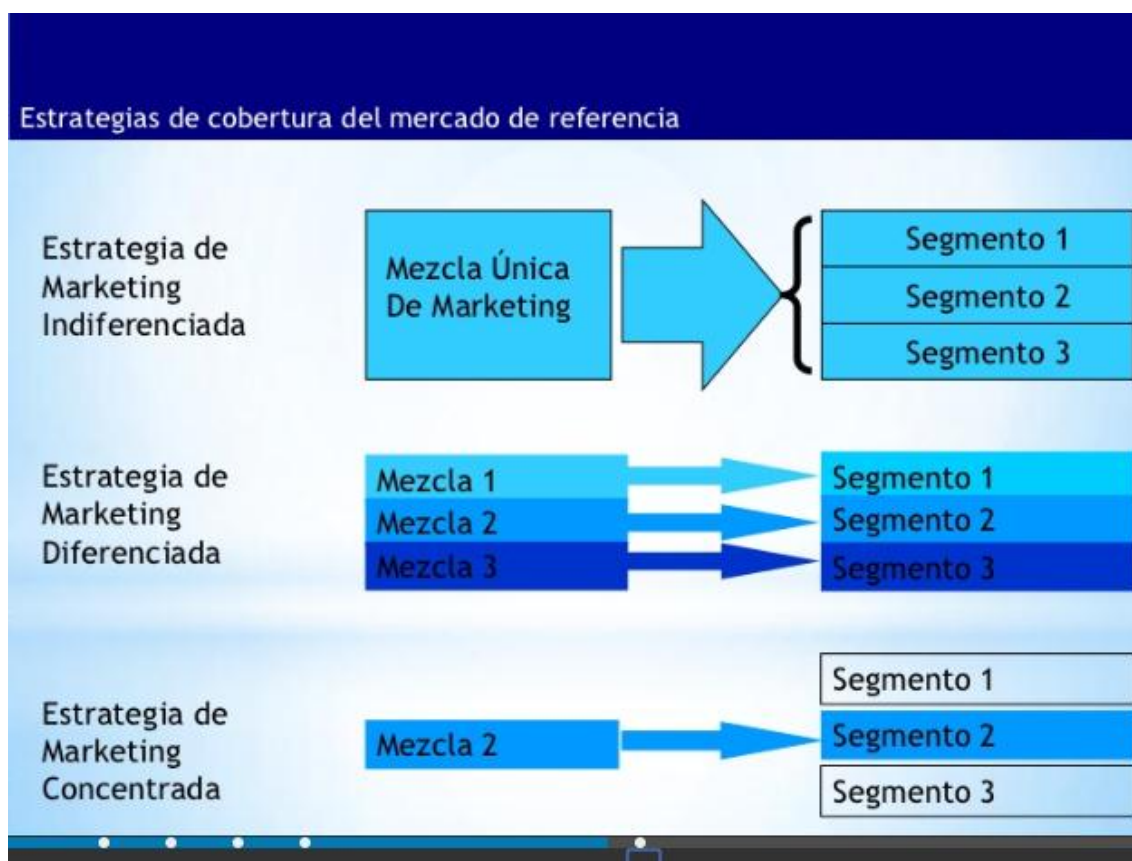 Estrategias de cobertura del mercado de referencia
Estrategia de
Marketing
Indiferenciada
Mezcla Única
De Marketing
Segmento 1
Segmento 2
Segmento 3
Estrategia de
Marketing
Diferenciada
Mezcla 1
Mezcla 2
Mezcla 3
Segmento 1
Segmento 2
Segmento 3
Estrategia de
Marketing
Concentrada
Mezcla 2
Segmento 1
Segmento 2
Segmento 3